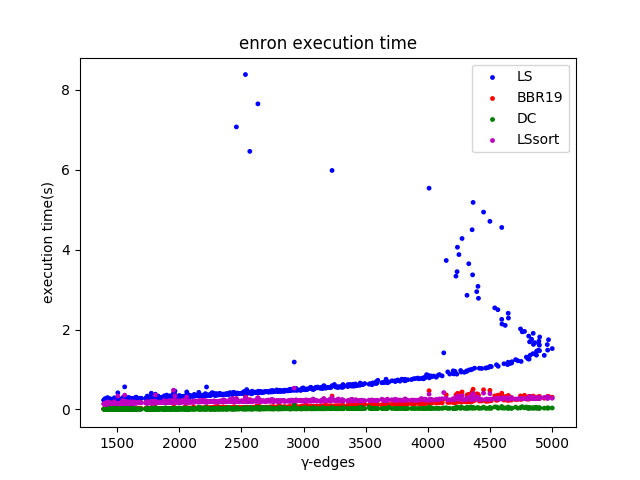 enron execution time
LS
BBR19
DC
LSsort
execution time(s)
8
6
4
2
0
1500 2000 2500 3000 3500 4000 4500 5000
γ-edges